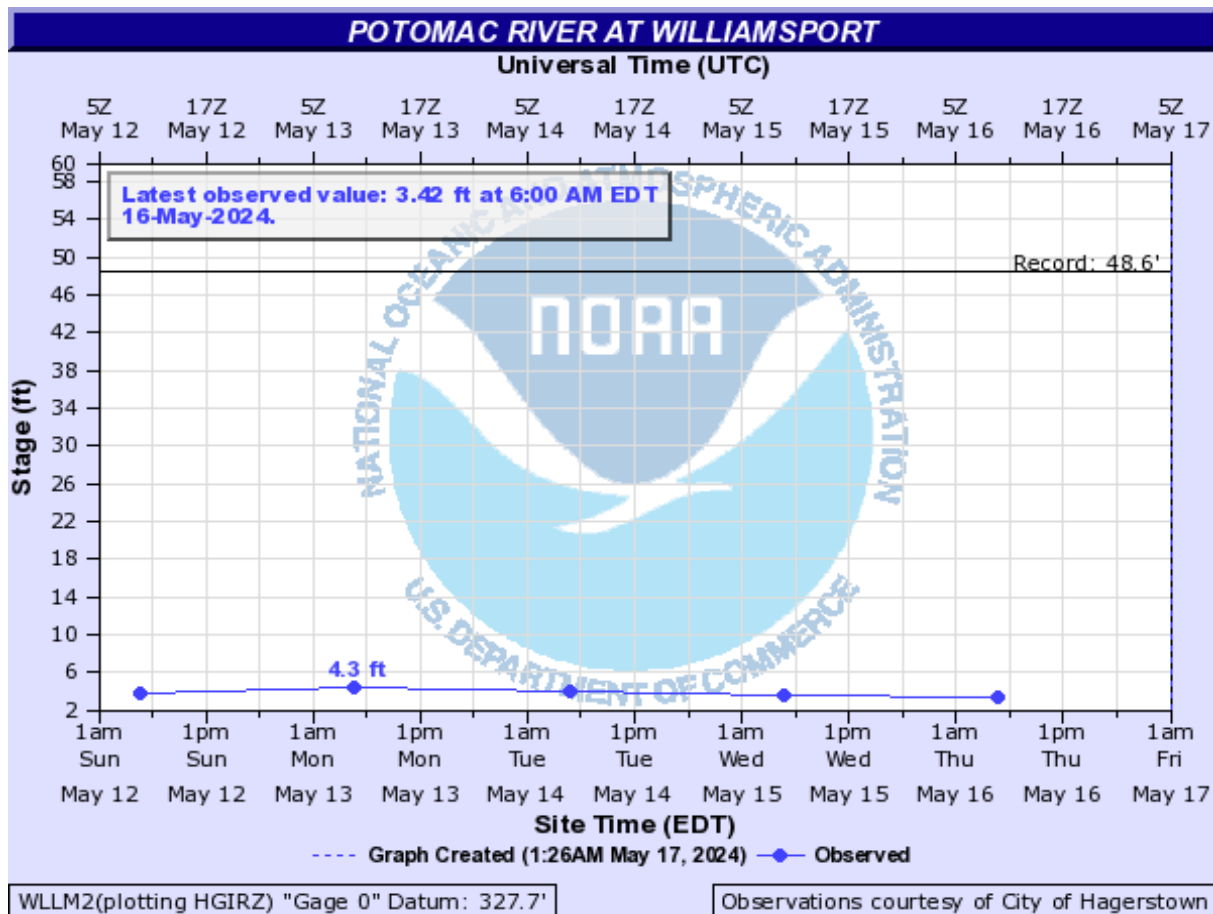 POTOMAC RIVER AT WILLIAMSPORT
Universal Time (UTC)
5Z 17Z 5Z 17Z 5Z 17Z 5Z 17Z 5Z 17Z 5Z
May 12 May 12 May 13 May 13 May 14 May 14 May 15 May 15 May 16 May 16 May 17
Latest observed value: 3.42 ft at 6:00 AM EDT
16-May-2024.
Record: 48.6'
NATIONAL OCEANIC AND ATMOSPHERIC ADMINISTRATION
NOAA
U.S. DEPARTMENT OF COMMERCE
Stage (ft)
60
58
54
50
46
42
38
34
30
26
22
18
14
10
6
2
4.3 ft
1am 1pm 1am 1pm 1am 1pm 1am 1pm 1am 1pm 1am
Sun Sun Mon Mon Tue Tue Wed Wed Thu Thu Fri
May 12 May 12 May 13 May 13 May 14 May 14 May 15 May 15 May 16 May 16 May 17
Site Time (EDT)
Graph Created (1:26AM May 17, 2024) Observed
WLLM2(plotting HGIRZ) "Gage 0" Datum: 327.7'
Observations courtesy of City of Hagerstown